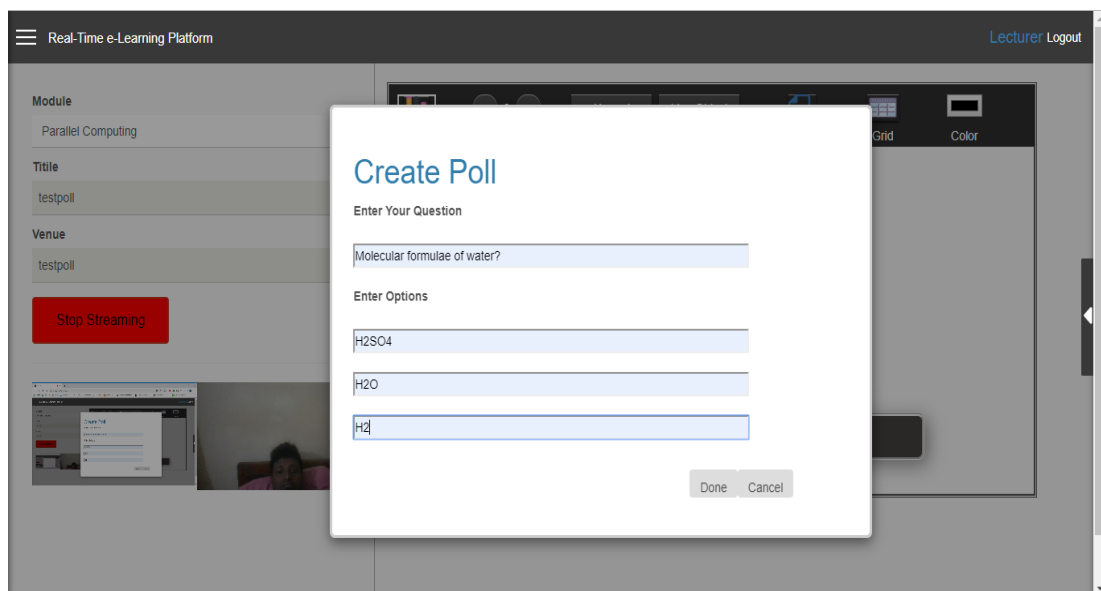 Real-Time e-Learning Platform
Lecturer Logout
Module
Parallel Computing
Titile
testpoll
Venue
testpoll
Stop Streaming
Grid
Color
Create Poll
Enter Your Question
Molecular formulae of water?
Enter Options
H2SO4
H2O
H2
Done Cancel